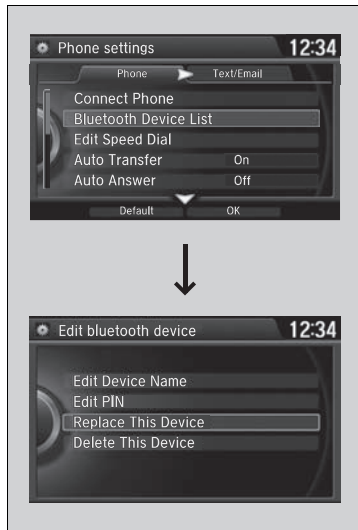 Phone settings 12:34
Phone Text/Email
Connect Phone
Bluetooth Device List
Edit Speed Dial
Auto Transfer On
Auto Answer Off
Default OK
Edit bluetooth device 12:34
Edit Device Name
Edit PIN
Replace This Device
Delete This Device